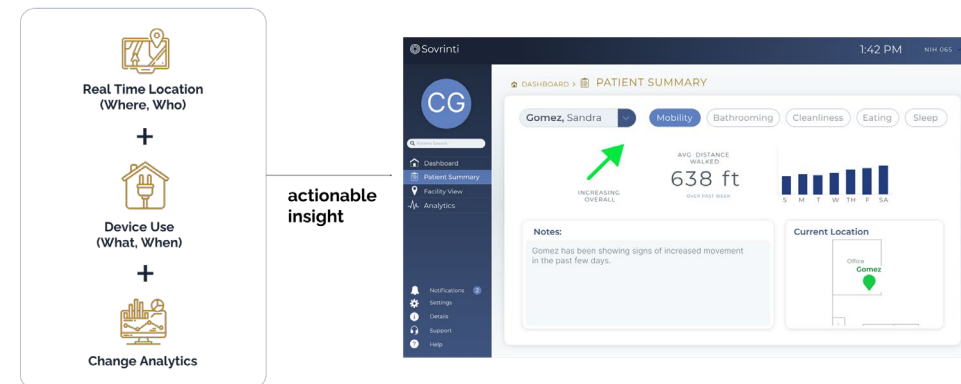 Real Time Location
(Where, Who)
+
Device Use
(What, When)
+
Change Analytics
actionable
insight
Sovrinti
1:42 PM
NIH 065
CG
Dashboard
Patient Summary
Facility View
Analytics
Notifications 2
Settings
Details
Support
Help
DASHBOARD > PATIENT SUMMARY
Gomez, Sandra
Mobility
Bathrooming
Cleanliness
Eating
Sleep
INCREASING
OVERALL
AVG DISTANCE
WALKED
638 ft
OVER PAST WEEK
S M T W TH F SA
Notes:
Gomez has been showing signs of increased movement
in the past few days.
Current Location
Office
Gomez